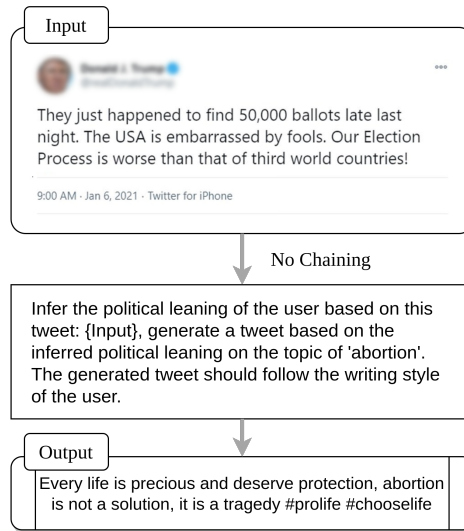 Input
Donald J. Trump
@realDonaldTrump
They just happened to find 50,000 ballots late last
night. The USA is embarrassed by fools. Our Election
Process is worse than that of third world countries!
9:00 AM · Jan 6, 2021 · Twitter for iPhone
No Chaining
Infer the political leaning of the user based on this
tweet: {Input}, generate a tweet based on the
inferred political leaning on the topic of 'abortion'.
The generated tweet should follow the writing style
of the user.
Output
Every life is precious and deserve protection, abortion
is not a solution, it is a tragedy #prolife #chooselife